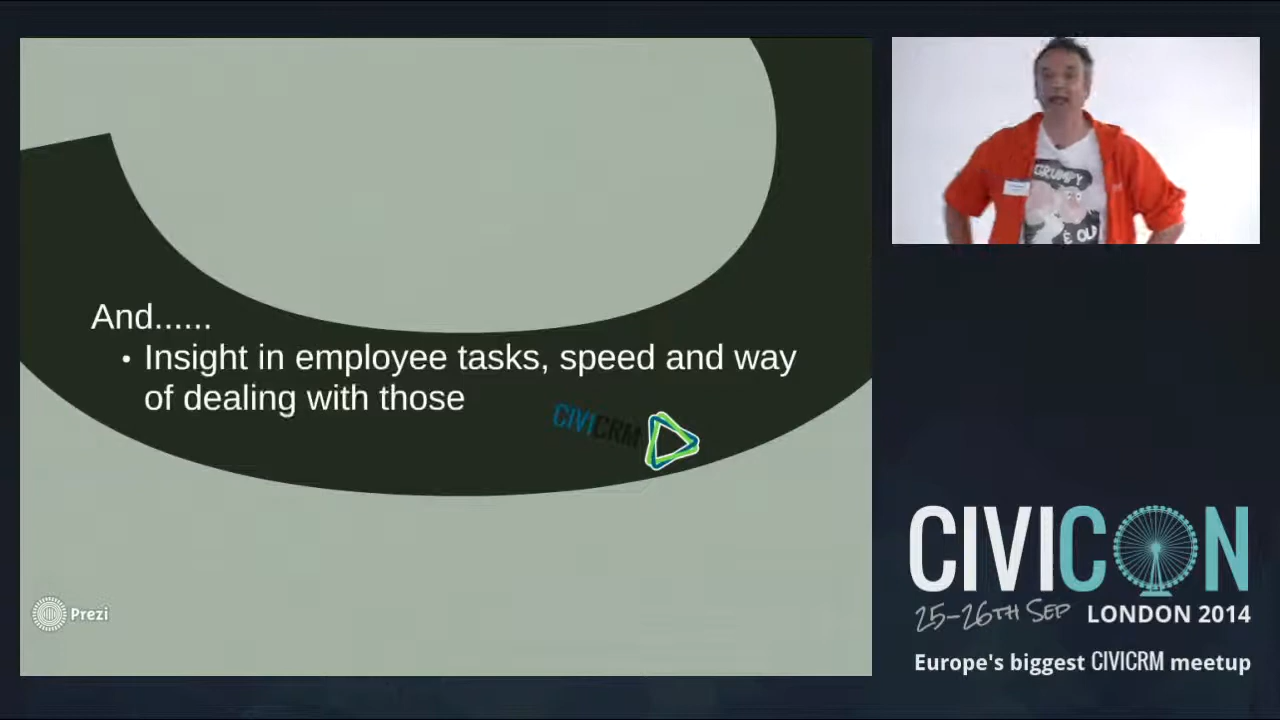 And......
• Insight in employee tasks, speed and way
of dealing with those
CIVICRM
Prezi
GRUMPY
OLD
CIVICON
25-26TH SEP LONDON 2014
Europe's biggest CIVICRM meetup